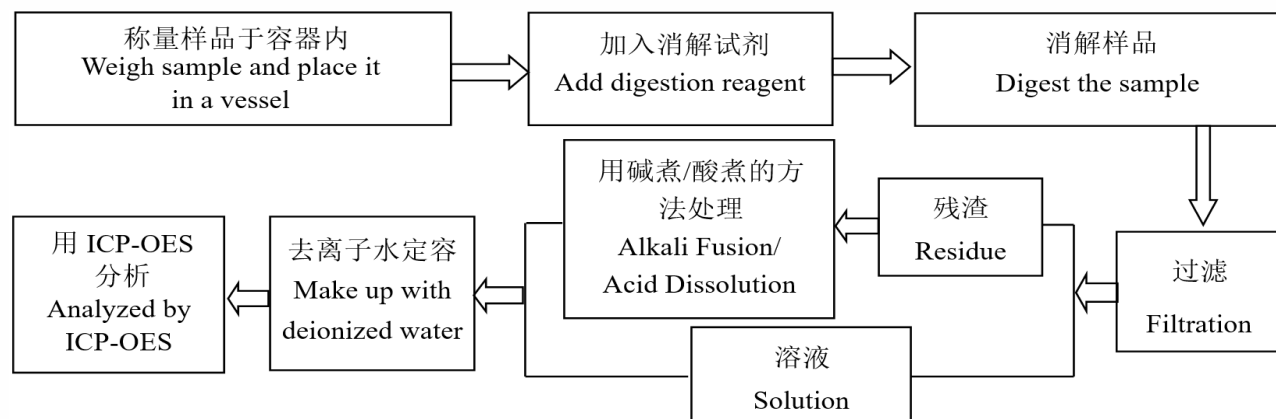 称量样品于容器内
Weigh sample and place it
in a vessel
加入消解试剂
Add digestion reagent
消解样品
Digest the sample
过滤
Filtration
残渣
Residue
用碱煮/酸煮的方
法处理
Alkali Fusion/
Acid Dissolution
溶液
Solution
去离子水定容
Make up with
deionized water
用 ICP-OES
分析
Analyzed by
ICP-OES